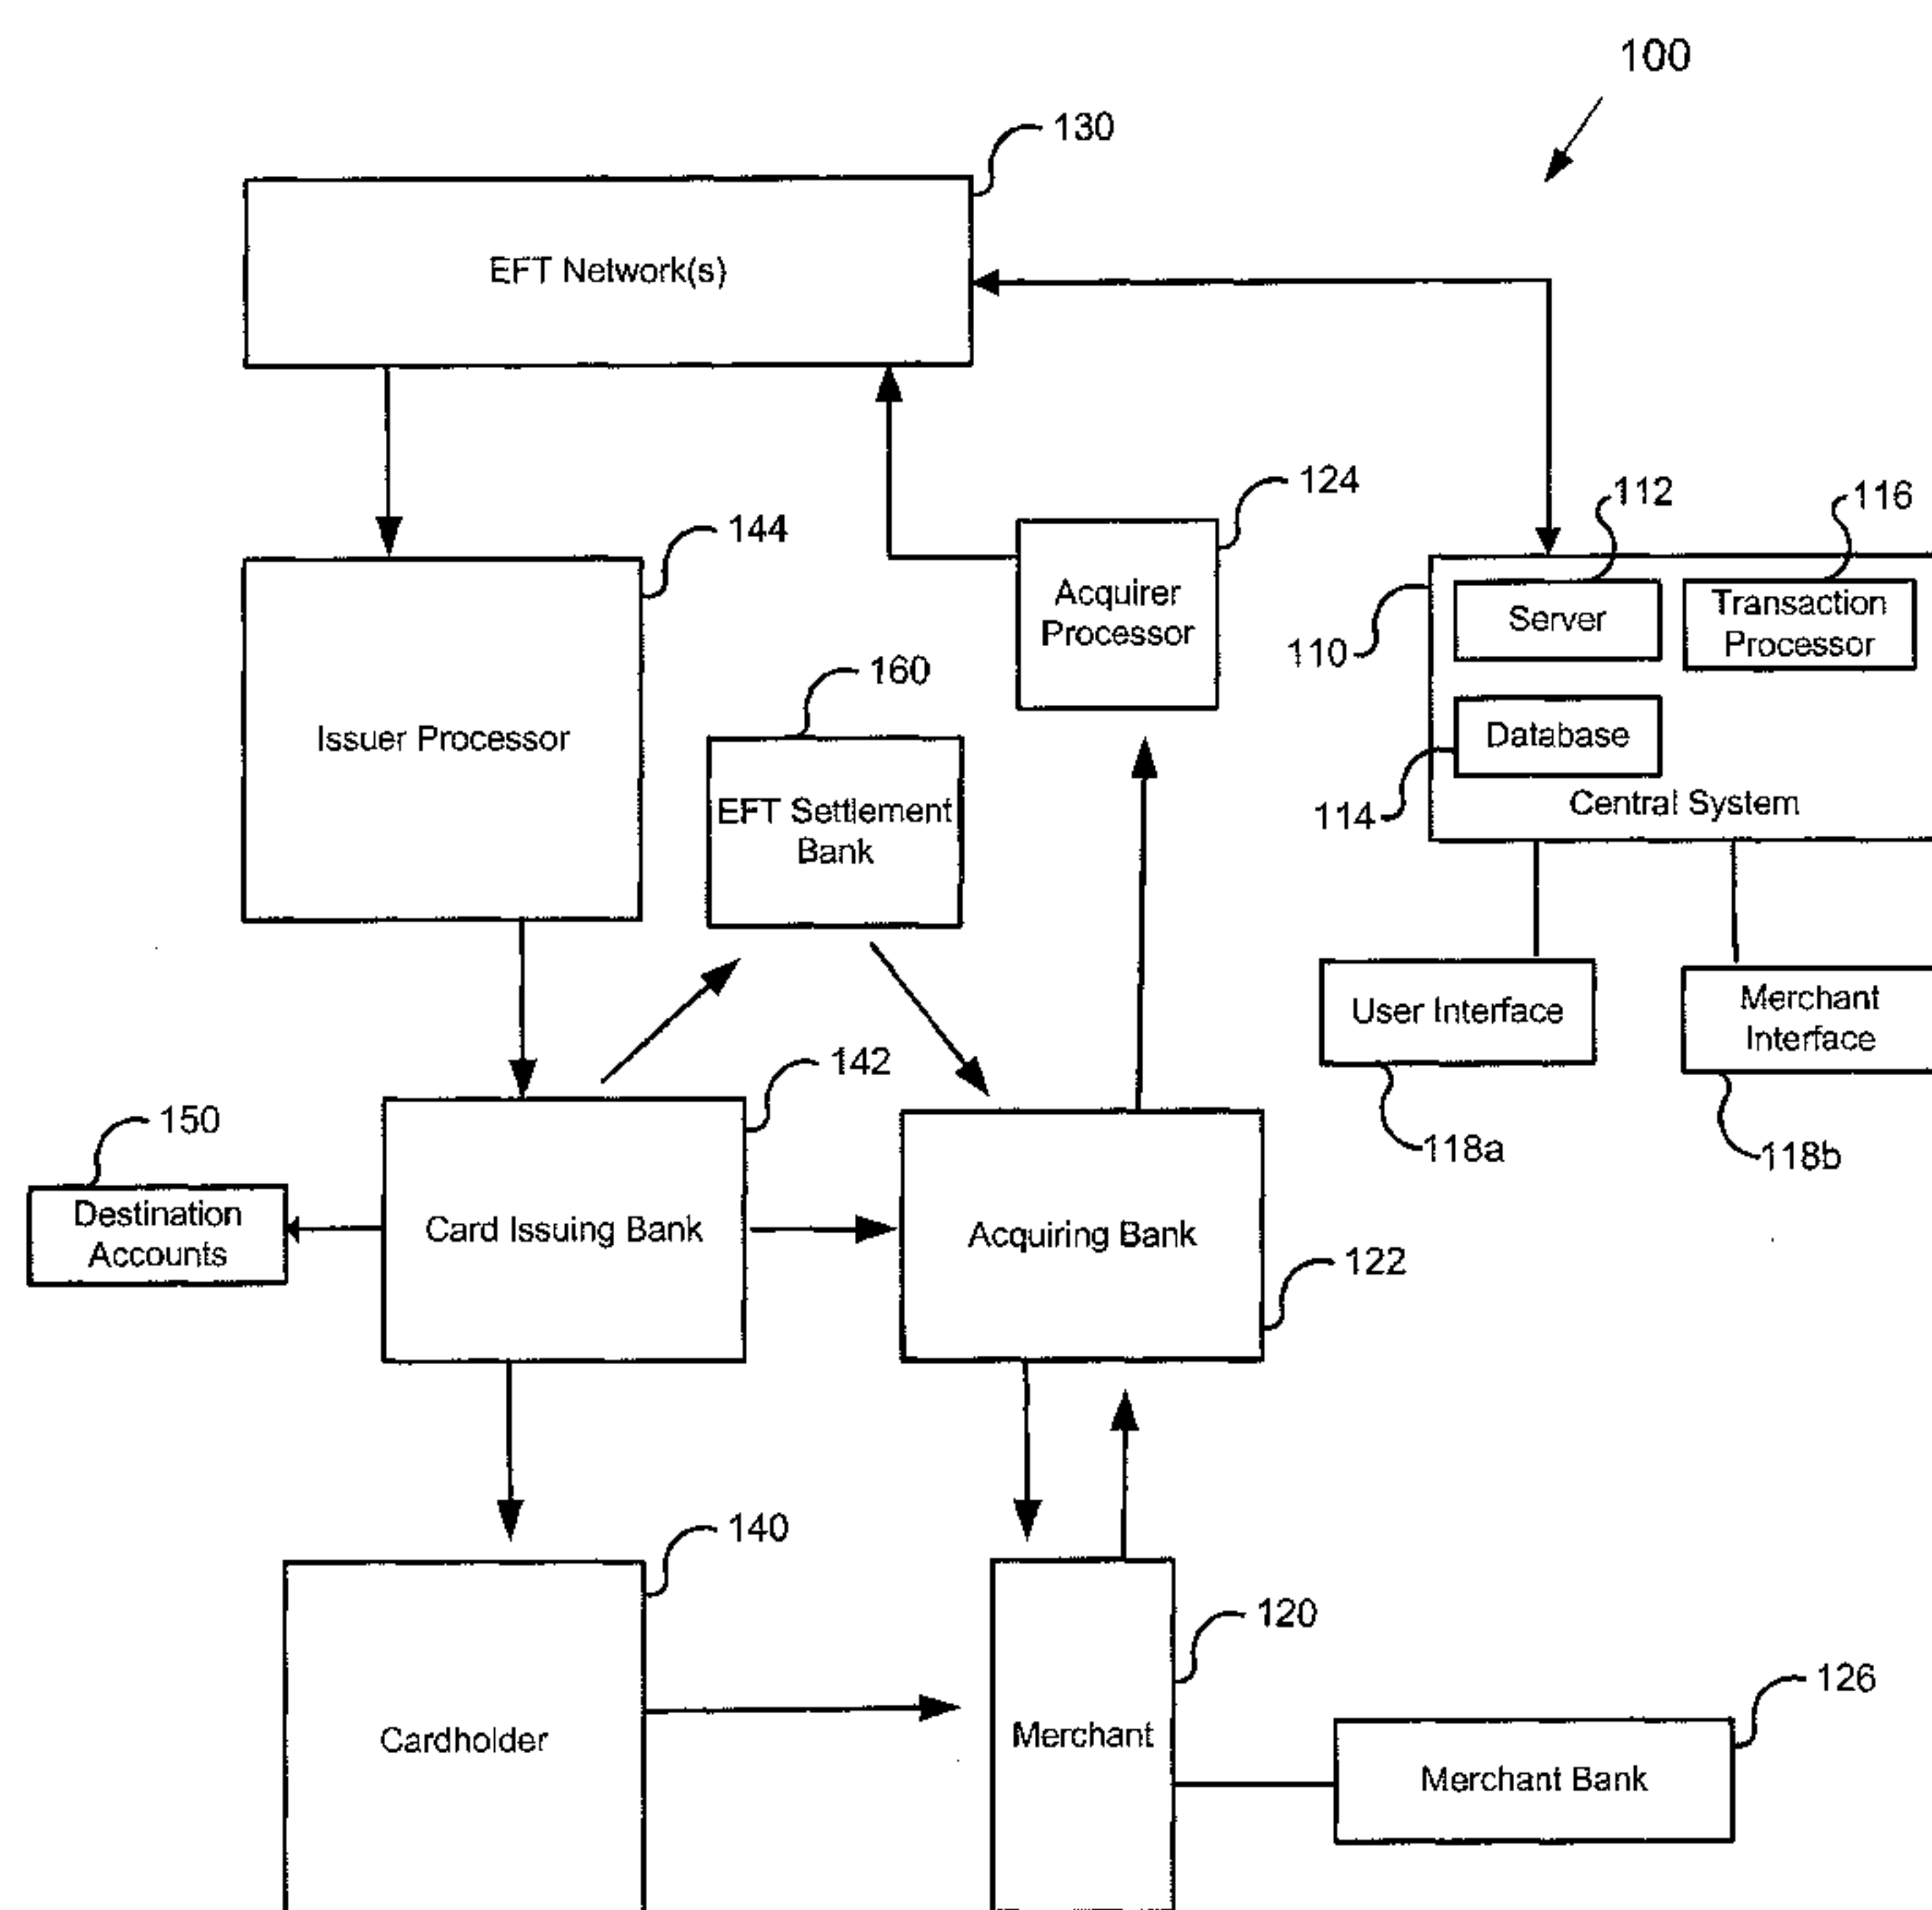 100
130
EFT Network(s)
124
112
116
144
Acquirer
Processor
Server
Transaction
Processor
110
160
Issuer Processor
Database
EFT Settlement
Bank
114
Central System
User Interface
Merchant
Interface
142
150
118a
118b
Destination
Accounts
Card Issuing Bank
Acquiring Bank
122
140
120
126
Cardholder
Merchant
Merchant Bank